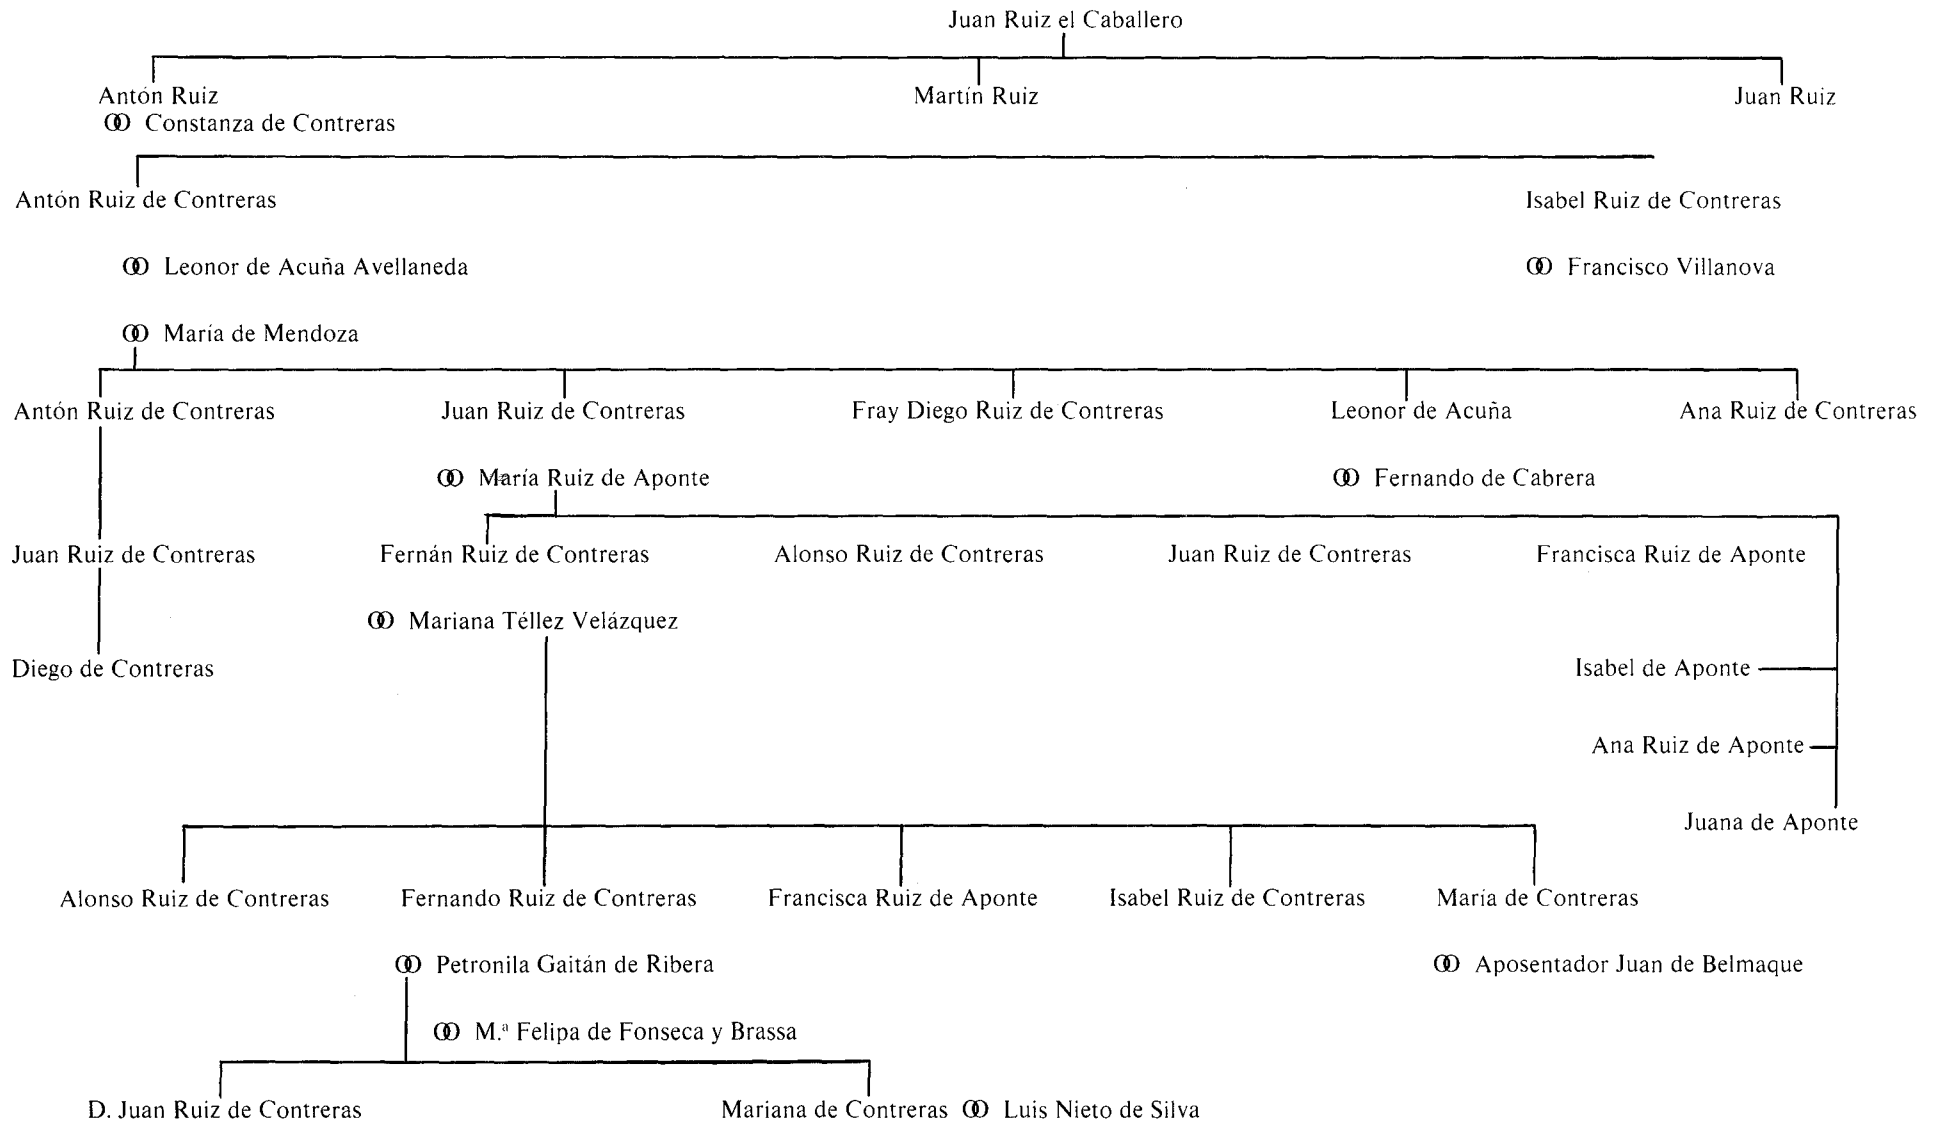 Juan Ruiz el Caballero
Antón Ruiz
Martín Ruiz
Juan Ruiz
Constanza de Contreras
Antón Ruiz de Contreras
Isabel Ruiz de Contreras
Leonor de Acuña Avellaneda
Francisco Villanova
María de Mendoza
Antón Ruiz de Contreras
Juan Ruiz de Contreras
Fray Diego Ruiz de Contreras
Leonor de Acuña
Ana Ruiz de Contreras
María Ruiz de Aponte
Fernando de Cabrera
Juan Ruiz de Contreras
Fernán Ruiz de Contreras
Alonso Ruiz de Contreras
Juan Ruiz de Contreras
Francisca Ruiz de Aponte
Mariana Téllez Velázquez
Diego de Contreras
Isabel de Aponte
Ana Ruiz de Aponte
Juana de Aponte
Alonso Ruiz de Contreras
Fernando Ruiz de Contreras
Francisca Ruiz de Aponte
Isabel Ruiz de Contreras
María de Contreras
Petronila Gaitán de Ribera
Aposentador Juan de Belmaque
M.ª Felipa de Fonseca y Brassa
D. Juan Ruiz de Contreras
Mariana de Contreras Ⓞ Luis Nieto de Silva